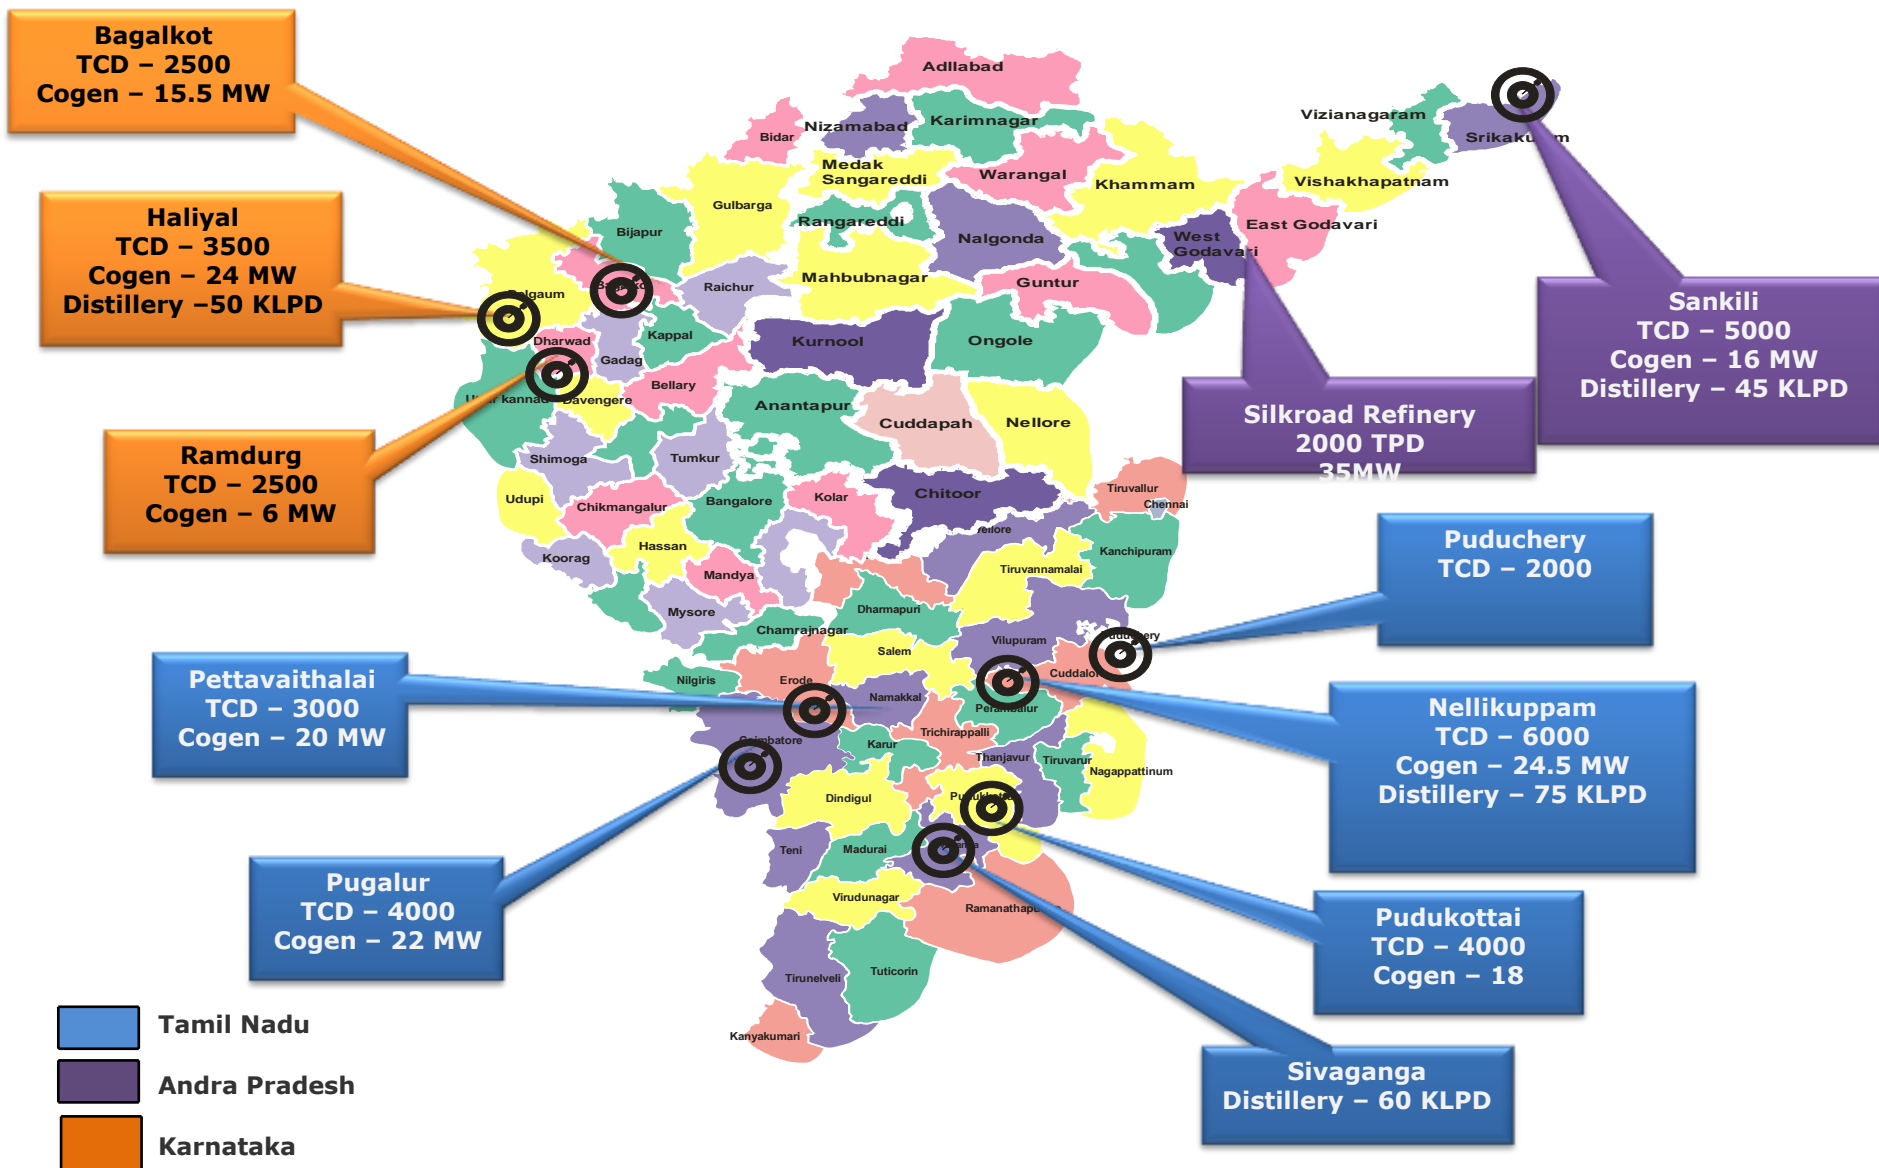 Bagalkot
TCD – 2500
Cogen – 15.5 MW
Haliyal
TCD – 3500
Cogen – 24 MW
Distillery –50 KLPD
Ramdurg
TCD – 2500
Cogen – 6 MW
Pettavaithalai
TCD – 3000
Cogen – 20 MW
Pugalur
TCD – 4000
Cogen – 22 MW
Sankili
TCD – 5000
Cogen – 16 MW
Distillery – 45 KLPD
Silkroad Refinery
2000 TPD
35MW
Puduchery
TCD – 2000
Nellikuppam
TCD – 6000
Cogen – 24.5 MW
Distillery – 75 KLPD
Pudukottai
TCD – 4000
Cogen – 18
Sivaganga
Distillery – 60 KLPD
Adllabad
Nizamabad
Karimnagar
Bidar
Medak
Sangareddi
Warangal
Khammam
Vizianagaram
Vishakhapatnam
Gulbarga
Rangareddi
Bijapur
Nalgonda
West
Godavari
East Godavari
Mahbubnagar
Guntur
Raichur
Kappal
Kurnool
Ongole
Dharwad
Gadag
Bellary
Davengere
Anantapur
Cuddapah
Nellore
Shimoga
Tumkur
Udupi
Chikmangalur
Bangalore
Kolar
Chitoor
Tiruvallur
Chennai
Koorag
Hassan
Mandya
Kanchipuram
Tiruvannamalai
Mysore
Dharmapuri
Chamrajnagar
Salem
Vilupuram
Nilgiris
Erode
Namakkal
Trichirappalli
Karur
Thanjavur
Tiruvarur
Nagappattinum
Dindigul
Teni
Madurai
Virudunagar
Tirunelveli
Tuticorin
Kanyakumari
Tamil Nadu
Andra Pradesh
Karnataka